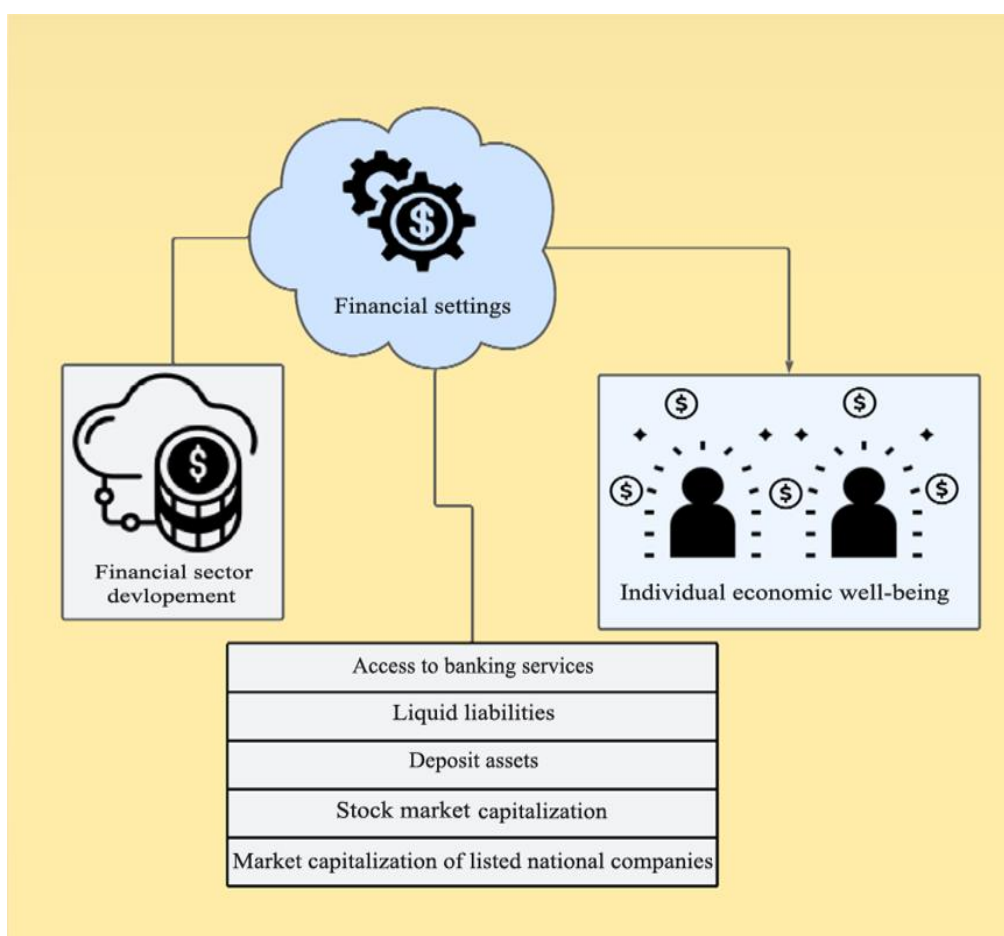 Financial settings
Financial sector
devlopement
Individual economic well-being
Access to banking services
Liquid liabilities
Deposit assets
Stock market capitalization
Market capitalization of listed national companies